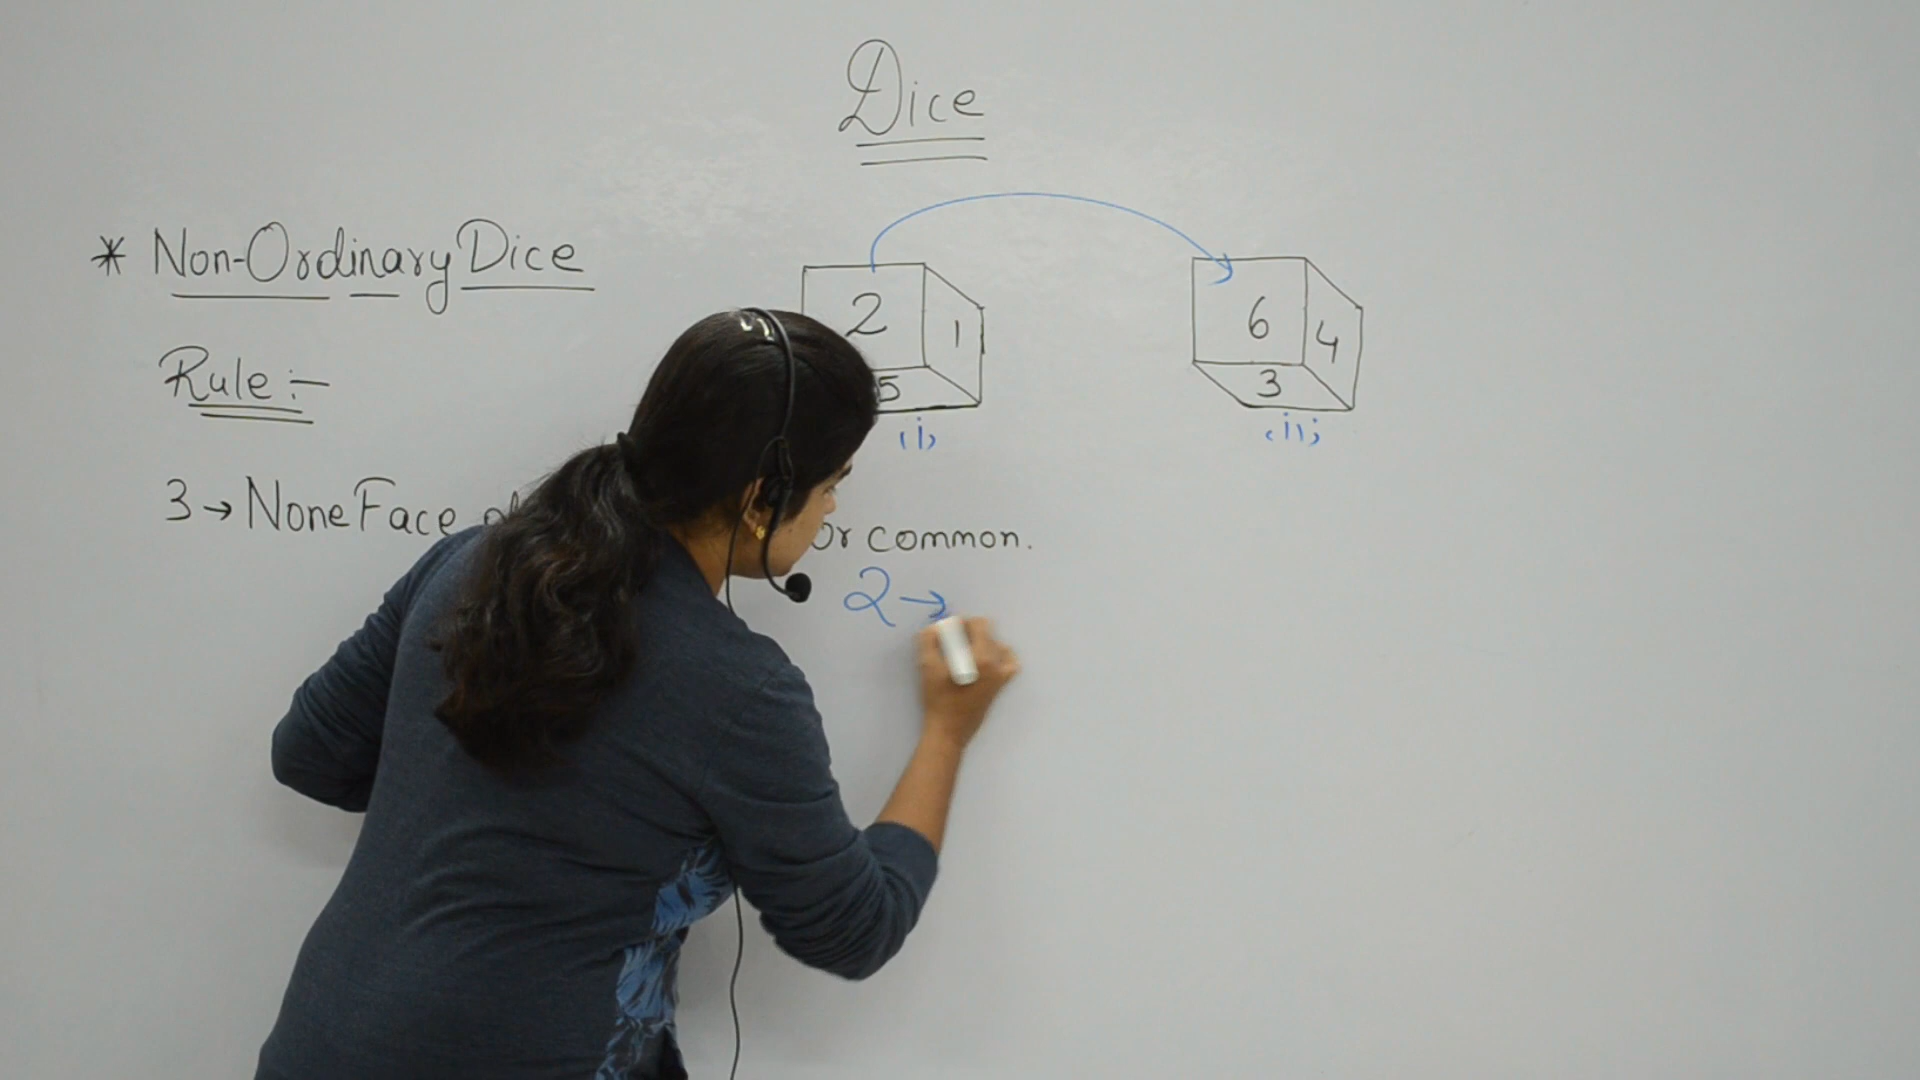 Dice
* Non-Ordinary Dice
2 1
5
(i)
6 4
3
(ii)
Rule :-
3 → None Face or common.
2 →